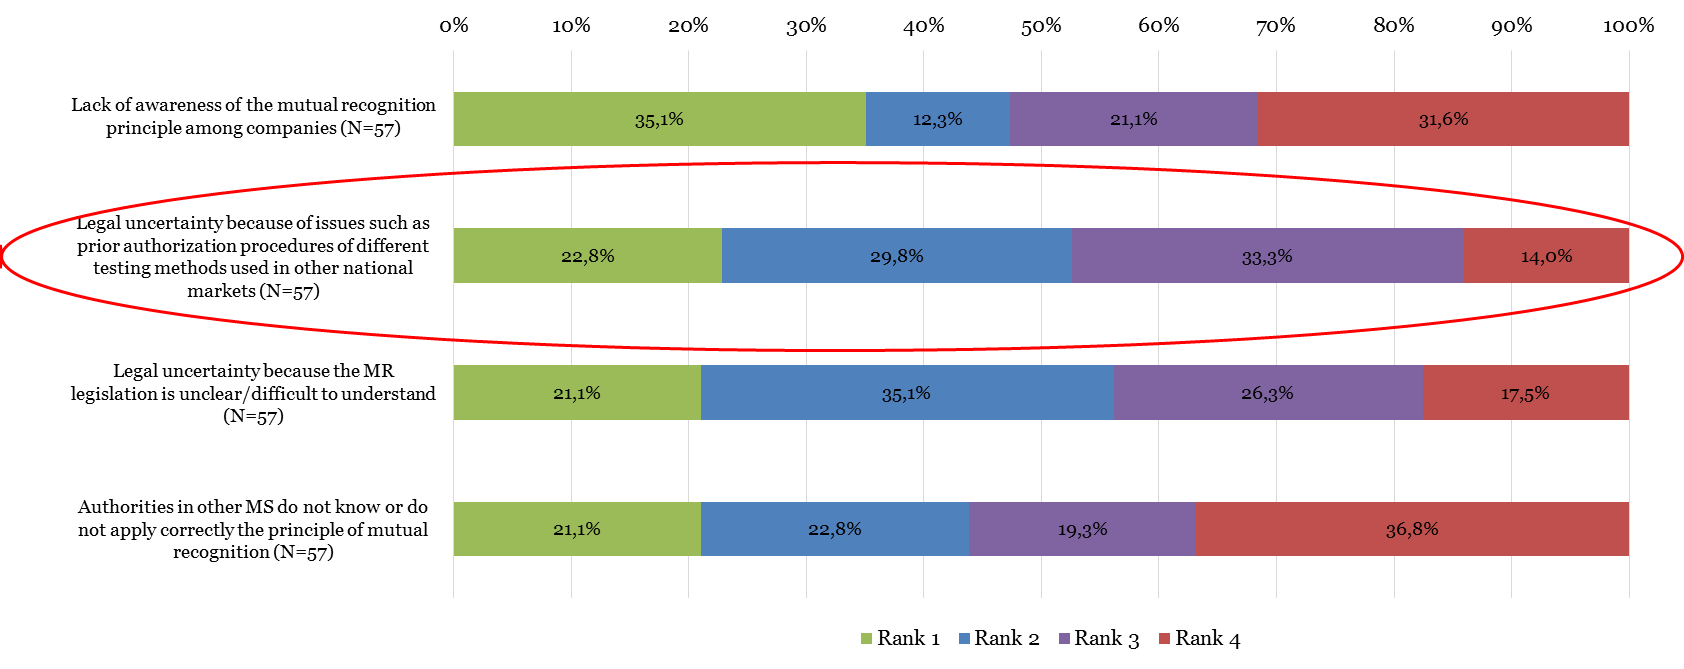 0% 10% 20% 30% 40% 50% 60% 70% 80% 90% 100%
Lack of awareness of the mutual recognition
principle among companies (N=57)
35,1% 12,3% 21,1% 31,6%
Legal uncertainty because of issues such as
prior authorization procedures of different
testing methods used in other national
markets (N=57)
22,8% 29,8% 33,3% 14,0%
Legal uncertainty because the MR
legislation is unclear/difficult to understand
(N=57)
21,1% 35,1% 26,3% 17,5%
Authorities in other MS do not know or do
not apply correctly the principle of mutual
recognition (N=57)
21,1% 22,8% 19,3% 36,8%
Rank 1 Rank 2 Rank 3 Rank 4